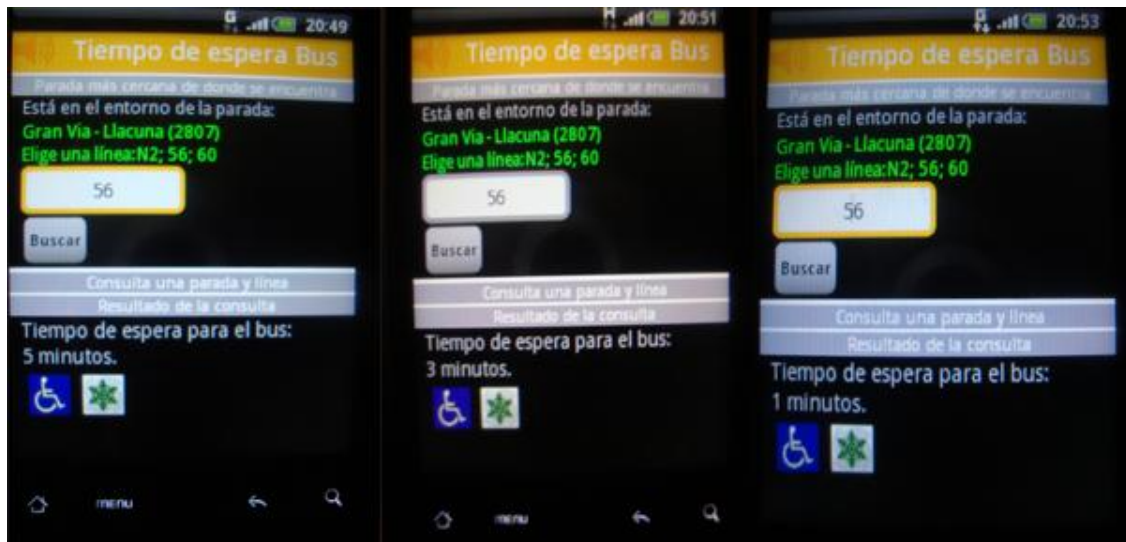 G 20:49
Tiempo de espera Bus
Parada más cercana de donde se encuentra
Está en el entorno de la parada:
Gran Via - Llacuna (2807)
Elige una línea:N2; 56; 60
56
Buscar
Consulta una parada y línea
Resultado de la consulta
Tiempo de espera para el bus:
5 minutos.
menu
H 20:51
Tiempo de espera Bus
Parada más cercana de donde se encuentra
Está en el entorno de la parada:
Gran Via - Llacuna (2807)
Elige una línea:N2; 56; 60
56
Buscar
Consulta una parada y línea
Resultado de la consulta
Tiempo de espera para el bus:
3 minutos.
menu
20:53
Tiempo de espera Bus
Parada más cercana de donde se encuentra
Está en el entorno de la parada:
Gran Via - Llacuna (2807)
Elige una línea:N2; 56; 60
56
Buscar
Consulta una parada y línea
Resultado de la consulta
Tiempo de espera para el bus:
1 minutos.